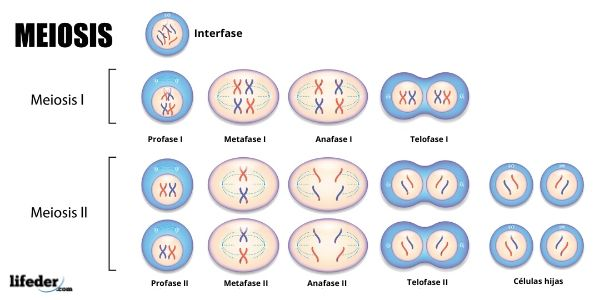 MEIOSIS
Interfase
Meiosis I
Profase I
Metafase I
Anafase I
Telofase I
Meiosis II
Profase II
Metafase II
Anafase II
Telofase II
Células hijas
lifeder.com